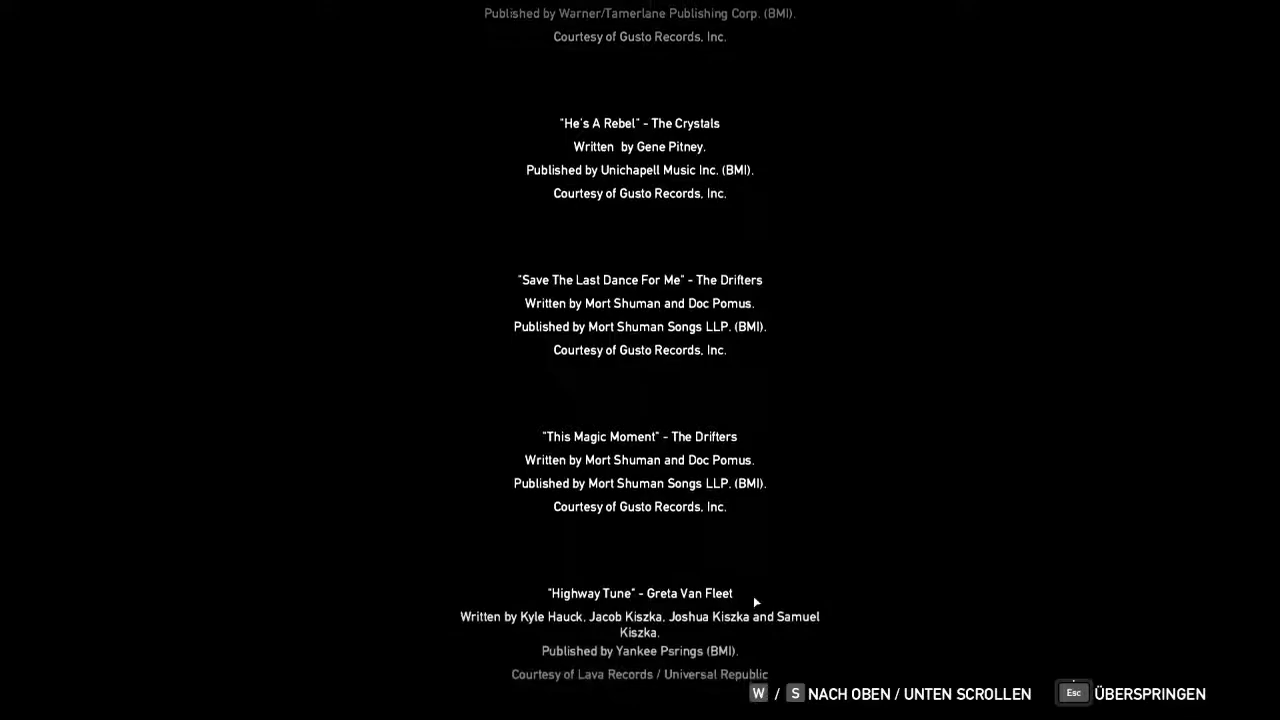 Published by Warner/Tamerlane Publishing Corp. (BMI).
Courtesy of Gusto Records, Inc.
"He's A Rebel" - The Crystals
Written  by Gene Pitney.
Published by Unichapell Music Inc. (BMI).
Courtesy of Gusto Records, Inc.
"Save The Last Dance For Me" - The Drifters
Written by Mort Shuman and Doc Pomus.
Published by Mort Shuman Songs LLP. (BMI).
Courtesy of Gusto Records, Inc.
"This Magic Moment" - The Drifters
Written by Mort Shuman and Doc Pomus.
Published by Mort Shuman Songs LLP. (BMI).
Courtesy of Gusto Records, Inc.
"Highway Tune" - Greta Van Fleet
Written by Kyle Hauck, Jacob Kiszka, Joshua Kiszka and Samuel
Kiszka.
Published by Yankee Psrings (BMI).
Courtesy of Lava Records / Universal Republic
W / S NACH OBEN / UNTEN SCROLLEN Esc ÜBERSPRINGEN